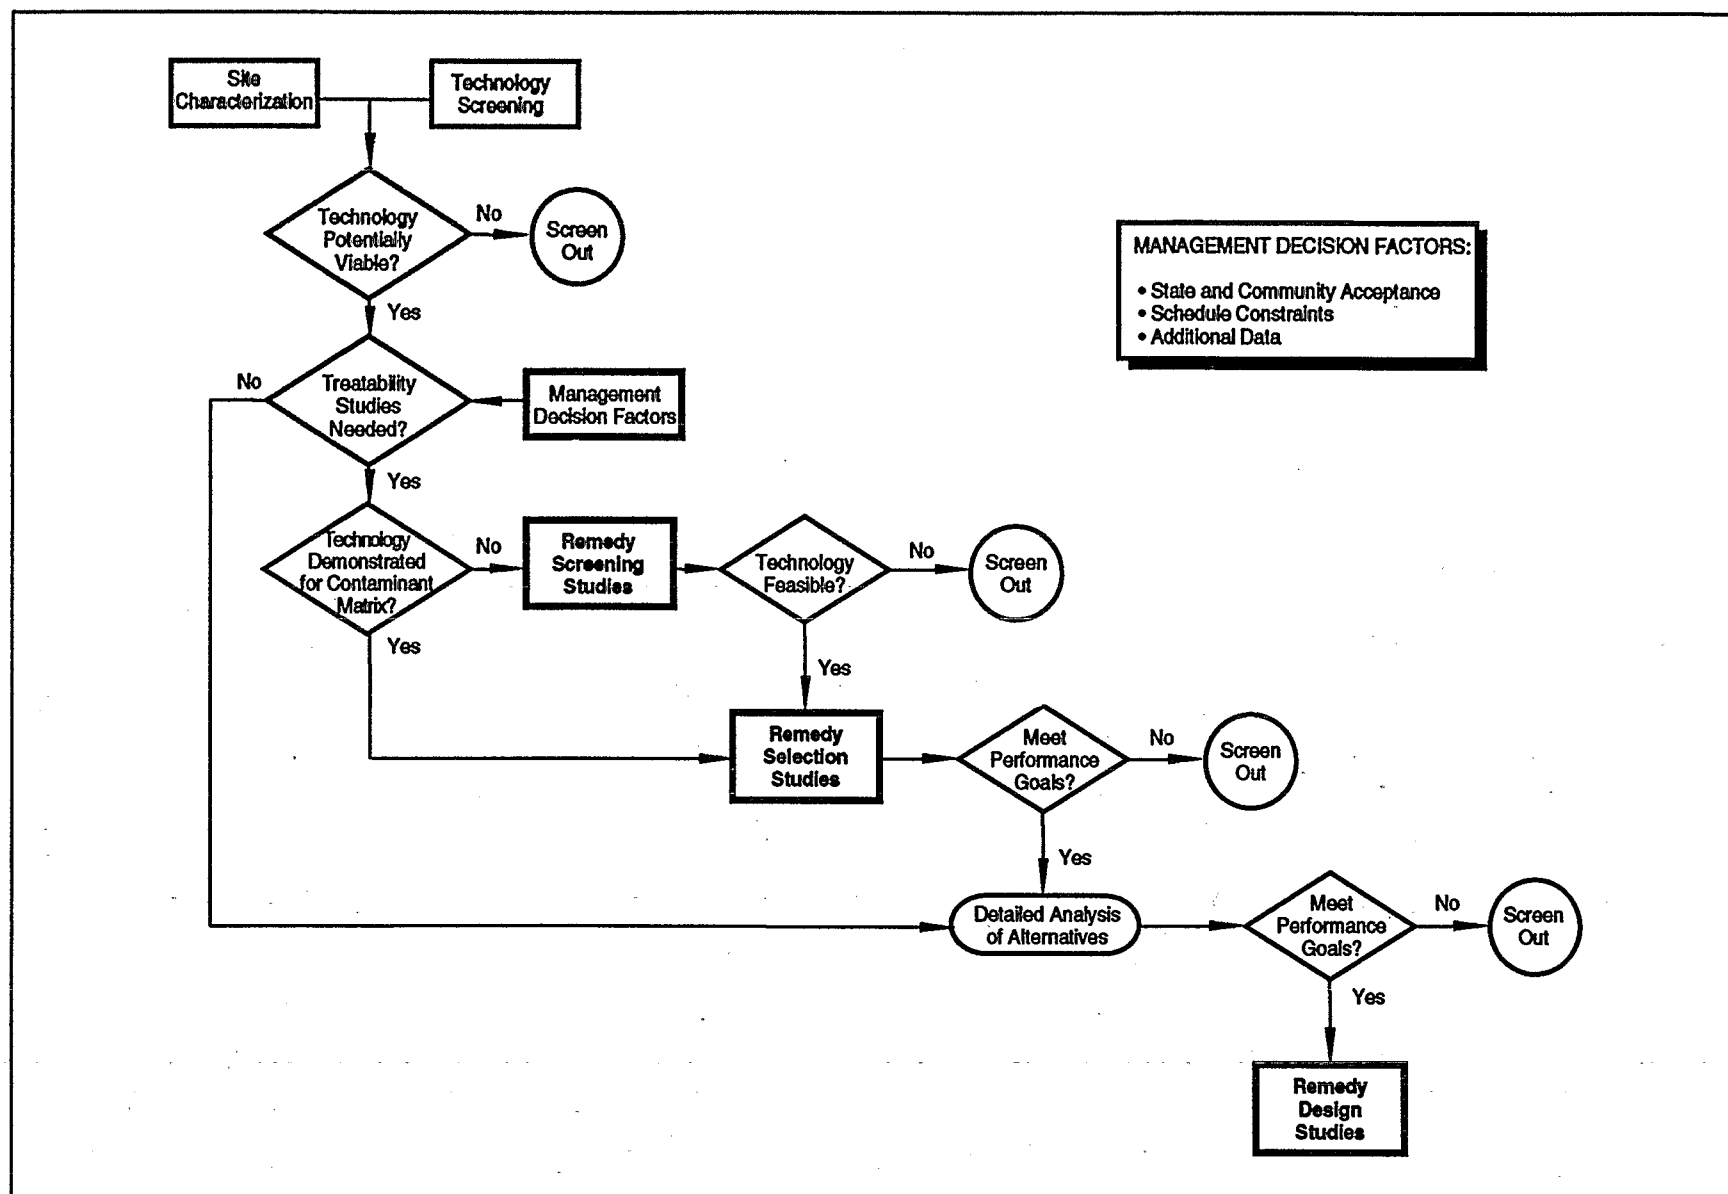 Site
Characterization
Technology
Screening
Technology
Potentially
Viable?
No
Screen
Out
Yes
MANAGEMENT DECISION FACTORS:
• State and Community Acceptance
• Schedule Constraints
• Additional Data
No
Treatability
Studies
Needed?
Management
Decision Factors
Yes
Technology
Demonstrated
for Contaminant
Matrix?
No
Remedy
Screening
Studies
Technology
Feasible?
No
Screen
Out
Yes
Yes
Remedy
Selection
Studies
Meet
Performance
Goals?
No
Screen
Out
Yes
Detailed Analysis
of Alternatives
Meet
Performance
Goals?
No
Screen
Out
Yes
Remedy
Design
Studies